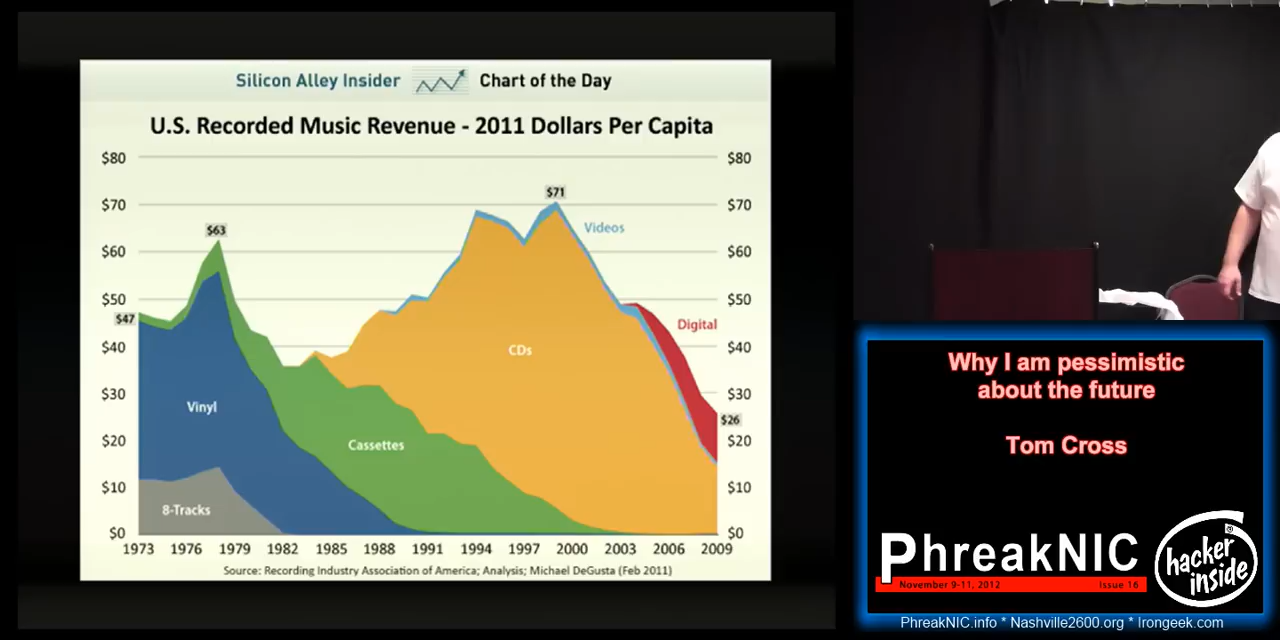 Silicon Alley Insider Chart of the Day
U.S. Recorded Music Revenue - 2011 Dollars Per Capita
$80 $80
$71
$70 $70
Videos
$63
$60 $60
$50 $50
$47
Digital
$40 $40
CDs
$30 $30
Vinyl
$26
$20 $20
Cassettes
$10 $10
8-Tracks
$0 $0
1973 1976 1979 1982 1985 1988 1991 1994 1997 2000 2003 2006 2009
Source: Recording Industry Association of America; Analysis; Michael DeGusta (Feb 2011)
Why I am pessimistic
about the future
Tom Cross
PhreakNIC
November 9-11, 2012 Issue 16
hacker
inside
PhreakNIC.info * Nashville2600.org * Irongeek.com